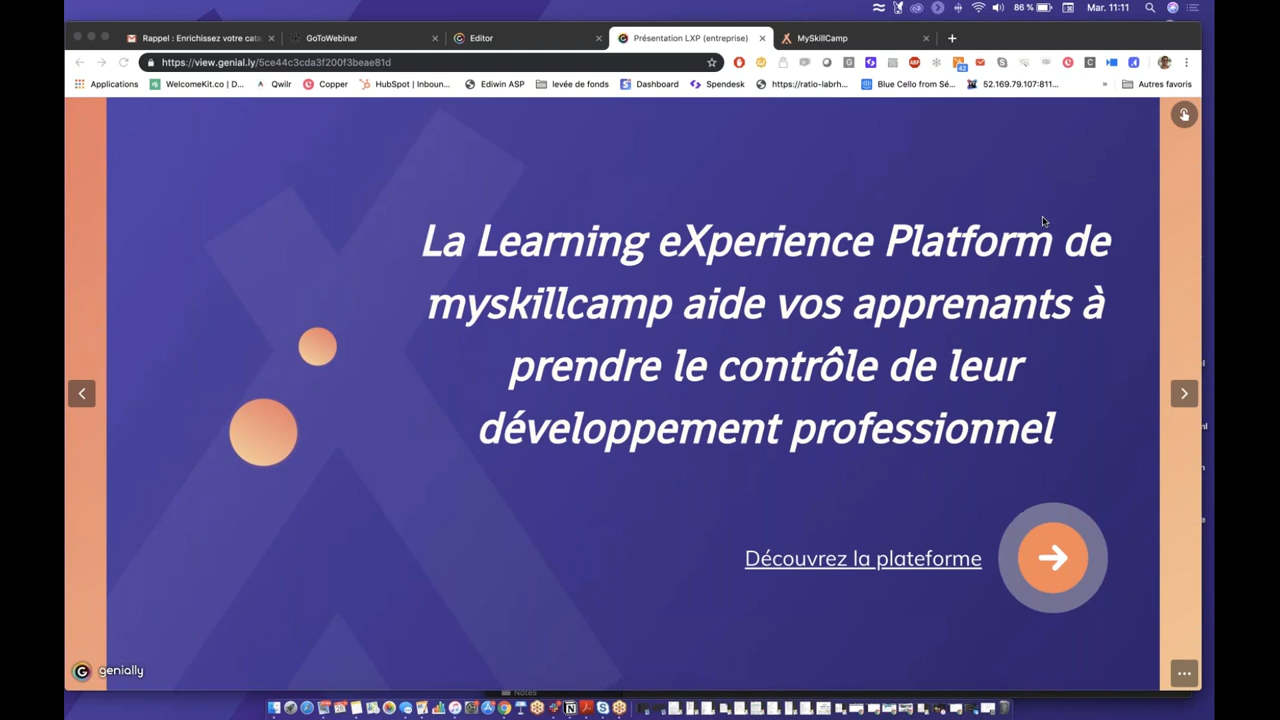 86 % Mar. 11:11
Rappel : Enrichissez votre cata
GoToWebinar
Editor
Présentation LXP (entreprise)
MySkillCamp
https://view.genial.ly/5ce44c3cda3f200f3beae81d
Applications
WelcomeKit.co | D...
Qwilr
Copper
HubSpot | Inboun...
Ediwin ASP
levée de fonds
Dashboard
Spendesk
https://ratio-labrh...
Blue Cello from Sé...
52.169.79.107:811...
»
Autres favoris
La Learning eXperience Platform de
myskillcamp aide vos apprenants à
prendre le contrôle de leur
développement professionnel
Découvrez la plateforme
genially
Notes